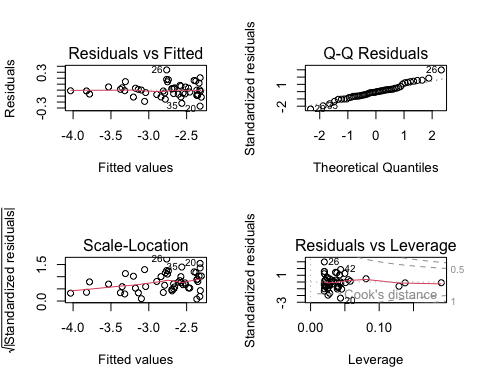 Residuals vs Fitted
Residuals
0.3
-0.3
26
35
20
-4.0
-3.5
-3.0
-2.5
Fitted values
Q-Q Residuals
Standardized residuals
1
-2
26
-2
-1
0
1
2
Theoretical Quantiles
Scale-Location
√|Standardized residuals|
1.5
0.0
26
20
-4.0
-3.5
-3.0
-2.5
Fitted values
Residuals vs Leverage
Standardized residuals
1
-3
26
42
Cook's distance
0.5
1
0.00
0.10
Leverage